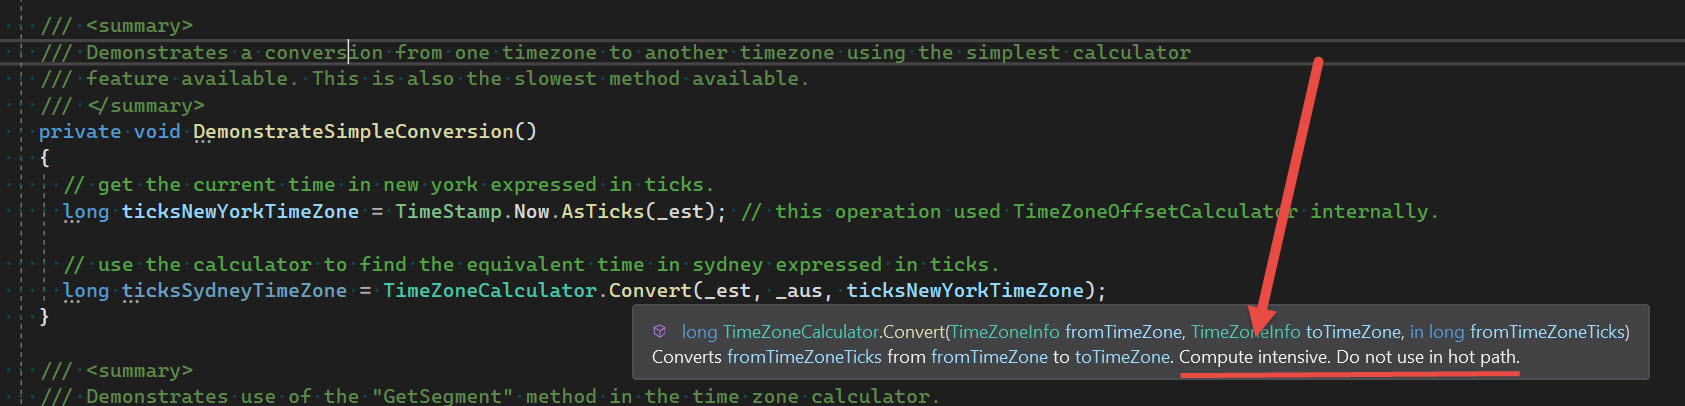 /// <summary>
/// Demonstrates a conversion from one timezone to another timezone using the simplest calculator
/// feature available. This is also the slowest method available.
/// </summary>
private void DemonstrateSimpleConversion()
{
// get the current time in new york expressed in ticks.
long ticksNewYorkTimeZone = TimeStamp.Now.AsTicks(_est); // this operation used TimeZoneOffsetCalculator internally.
// use the calculator to find the equivalent time in sydney expressed in ticks.
long ticksSydneyTimeZone = TimeZoneCalculator.Convert(_est, _aus, ticksNewYorkTimeZone);
}
long TimeZoneCalculator.Convert(TimeZoneInfo fromTimeZone, TimeZoneInfo toTimeZone, in long fromTimeZoneTicks)
Converts fromTimeZoneTicks from fromTimeZone to toTimeZone. Compute intensive. Do not use in hot path.
/// <summary>
/// Demonstrates use of the "GetSegment" method in the time zone calculator.